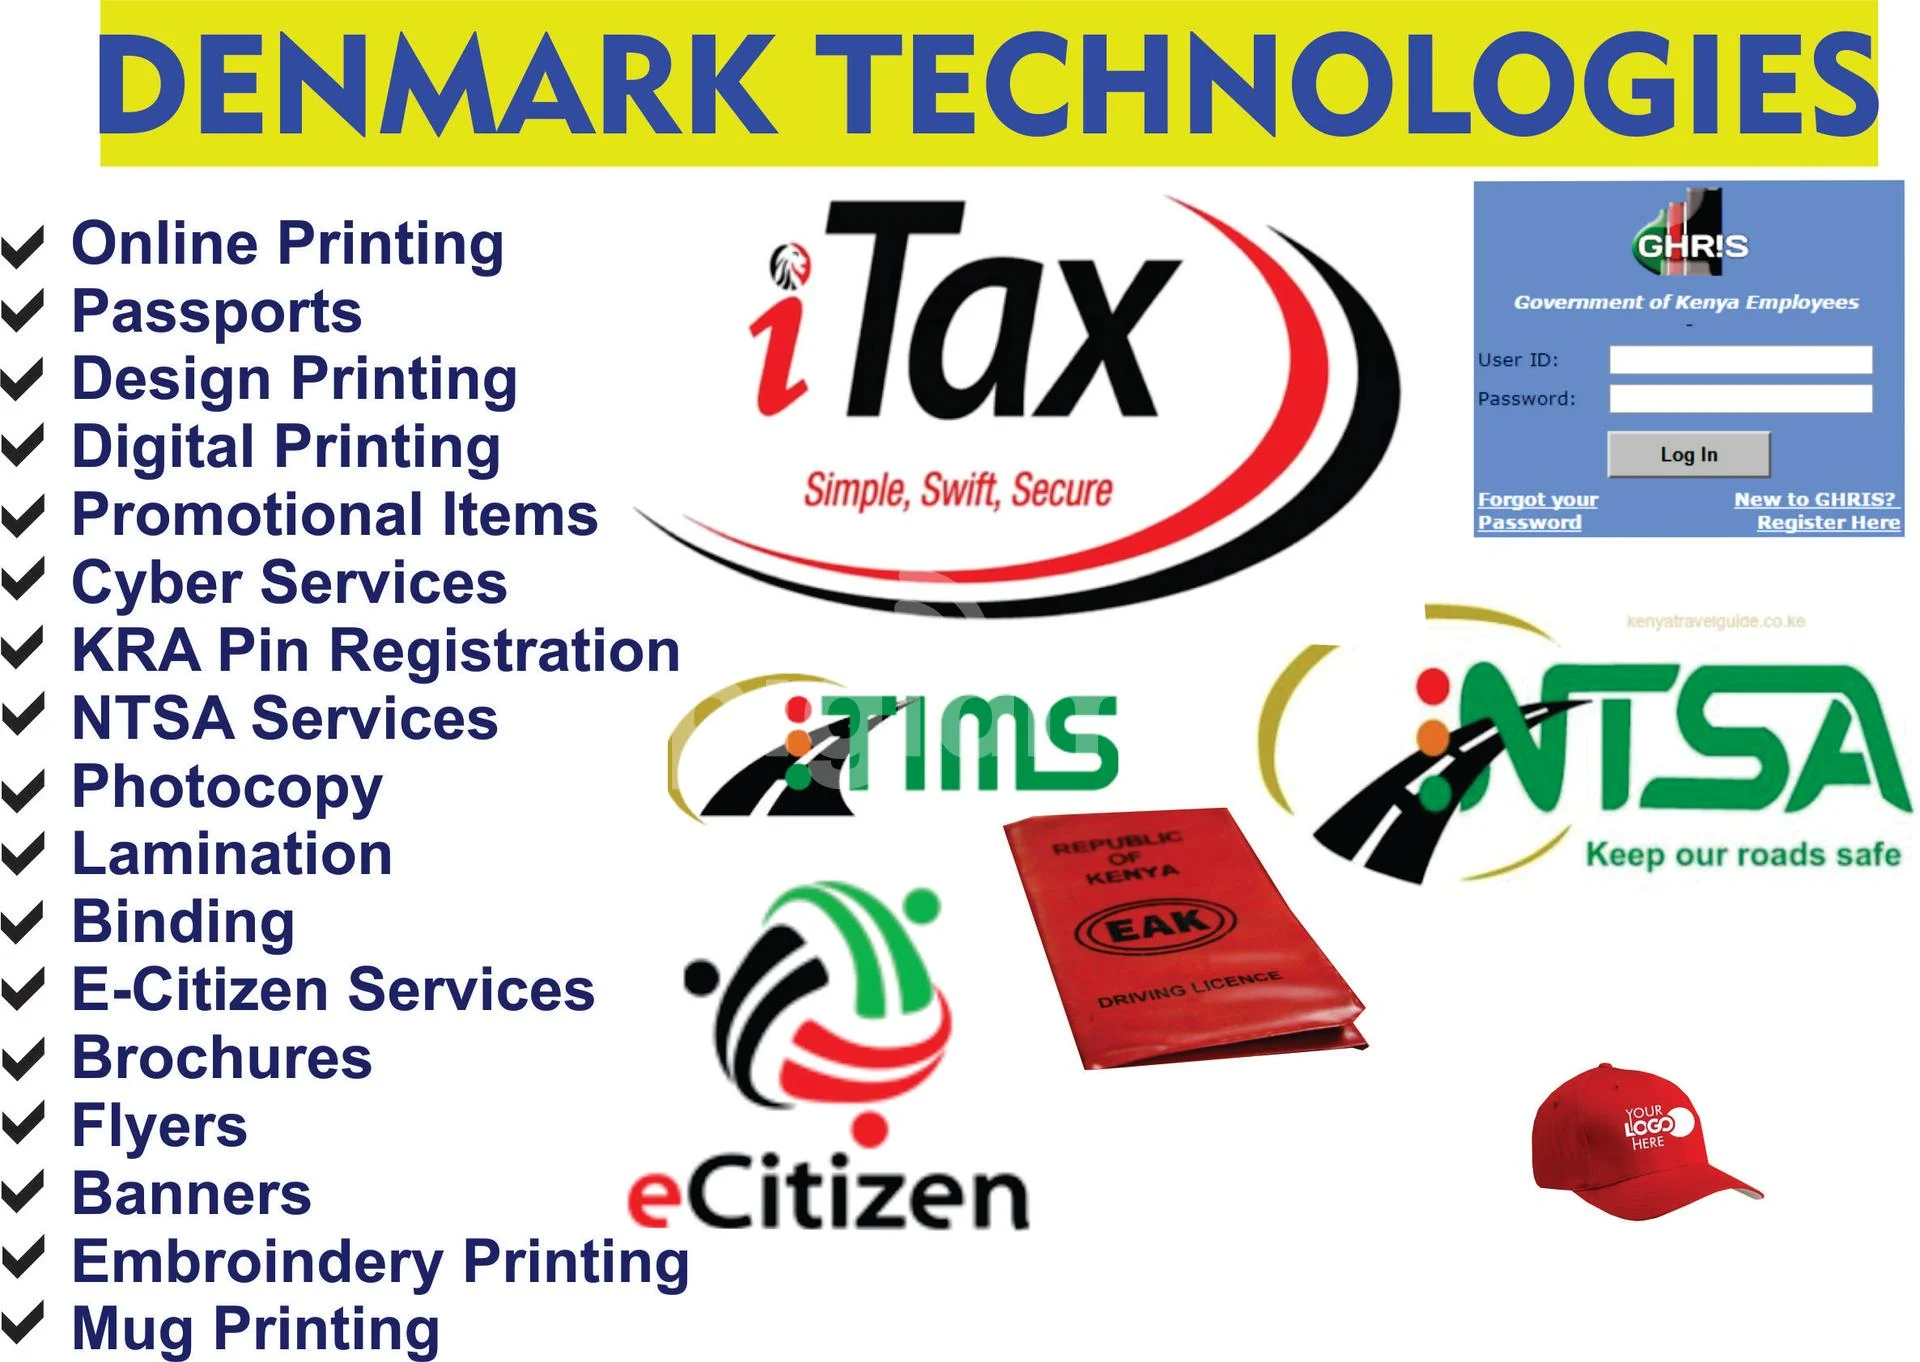 DENMARK TECHNOLOGIES
Online Printing
Passports
Design Printing
Digital Printing
Promotional Items
Cyber Services
KRA Pin Registration
NTSA Services
Photocopy
Lamination
Binding
E-Citizen Services
Brochures
Flyers
Banners
Embroindery Printing
Mug Printing
iTax
Simple, Swift, Secure
GHRIS
Government of Kenya Employees
-
User ID:
Password:
Log In
Forgot your
Password
New to GHRIS?
Register Here
kenyatravelguide.co.ke
TIMS
NTSA
Keep our roads safe
REPUBLIC
OF
KENYA
EAK
DRIVING LICENCE
eCitizen
YOUR
LOGO
HERE